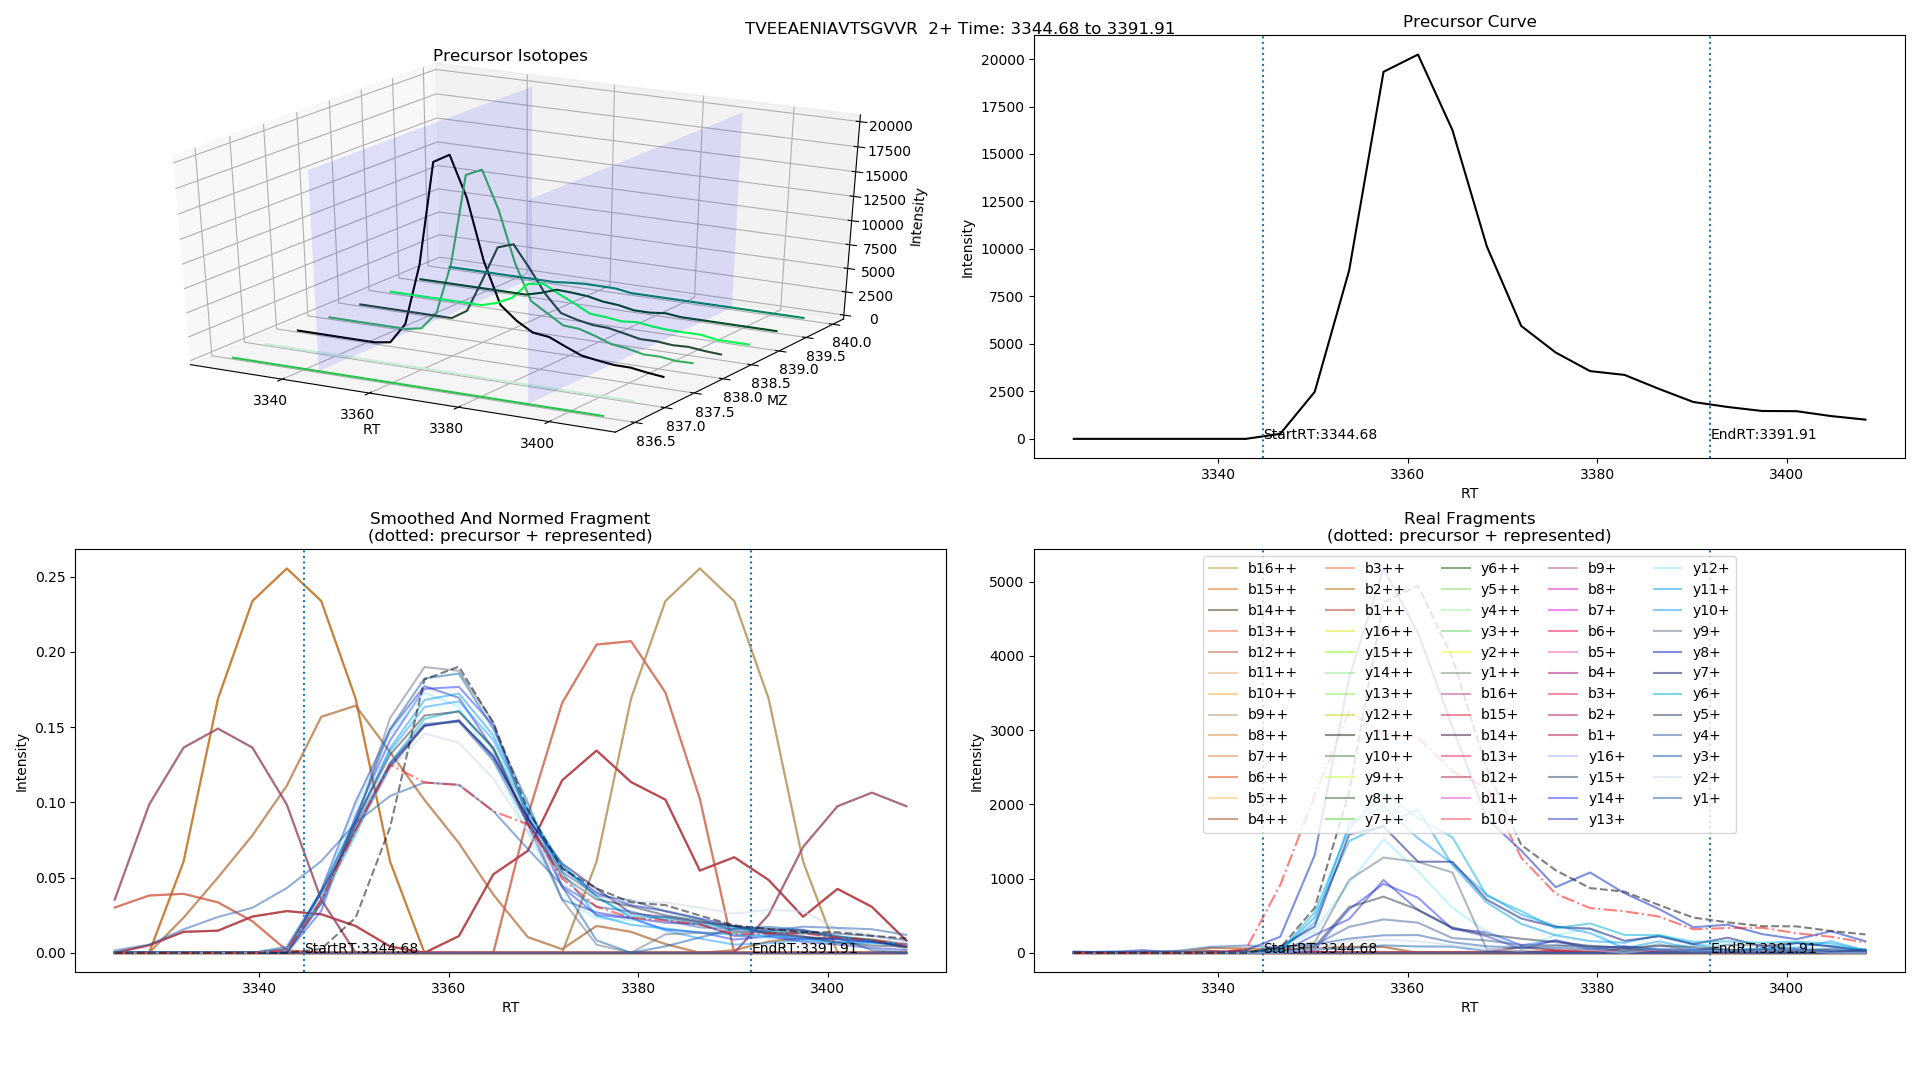 TVEEAENIAVTSGVVR 2+ Time: 3344.68 to 3391.91
Precursor Isotopes
20000
17500
15000
12500
10000
7500
5000
2500
0
Intensity
840.0
839.5
839.0
838.5
838.0
837.5
837.0
836.5
MZ
3340
3360
3380
3400
RT
Precursor Curve
20000
17500
15000
12500
10000
7500
5000
2500
0
Intensity
StartRT:3344.68
EndRT:3391.91
3340 3360 3380 3400
RT
Smoothed And Normed Fragment
(dotted: precursor + represented)
0.25
0.20
0.15
0.10
0.05
0.00
Intensity
StartRT:3344.68
EndRT:3391.91
3340 3360 3380 3400
RT
Real Fragments
(dotted: precursor + represented)
5000
4000
3000
2000
1000
0
Intensity
b16++ b3++ y6++ b9+ y12+
b15++ b2++ y5++ b8+ y11+
b14++ b1++ y4++ b7+ y10+
b13++ y16++ y3++ b6+ y9+
b12++ y15++ y2++ b5+ y8+
b11++ y14++ y1++ b4+ y7+
b10++ y13++ b16+ b3+ y6+
b9++ y12++ b15+ b2+ y5+
b8++ y11++ b14+ b1+ y4+
b7++ y10++ b13+ y16+ y3+
b6++ y9++ b12+ y15+ y2+
b5++ y8++ b11+ y14+ y1+
b4++ y7++ b10+ y13+
StartRT:3344.68
EndRT:3391.91
3340 3360 3380 3400
RT